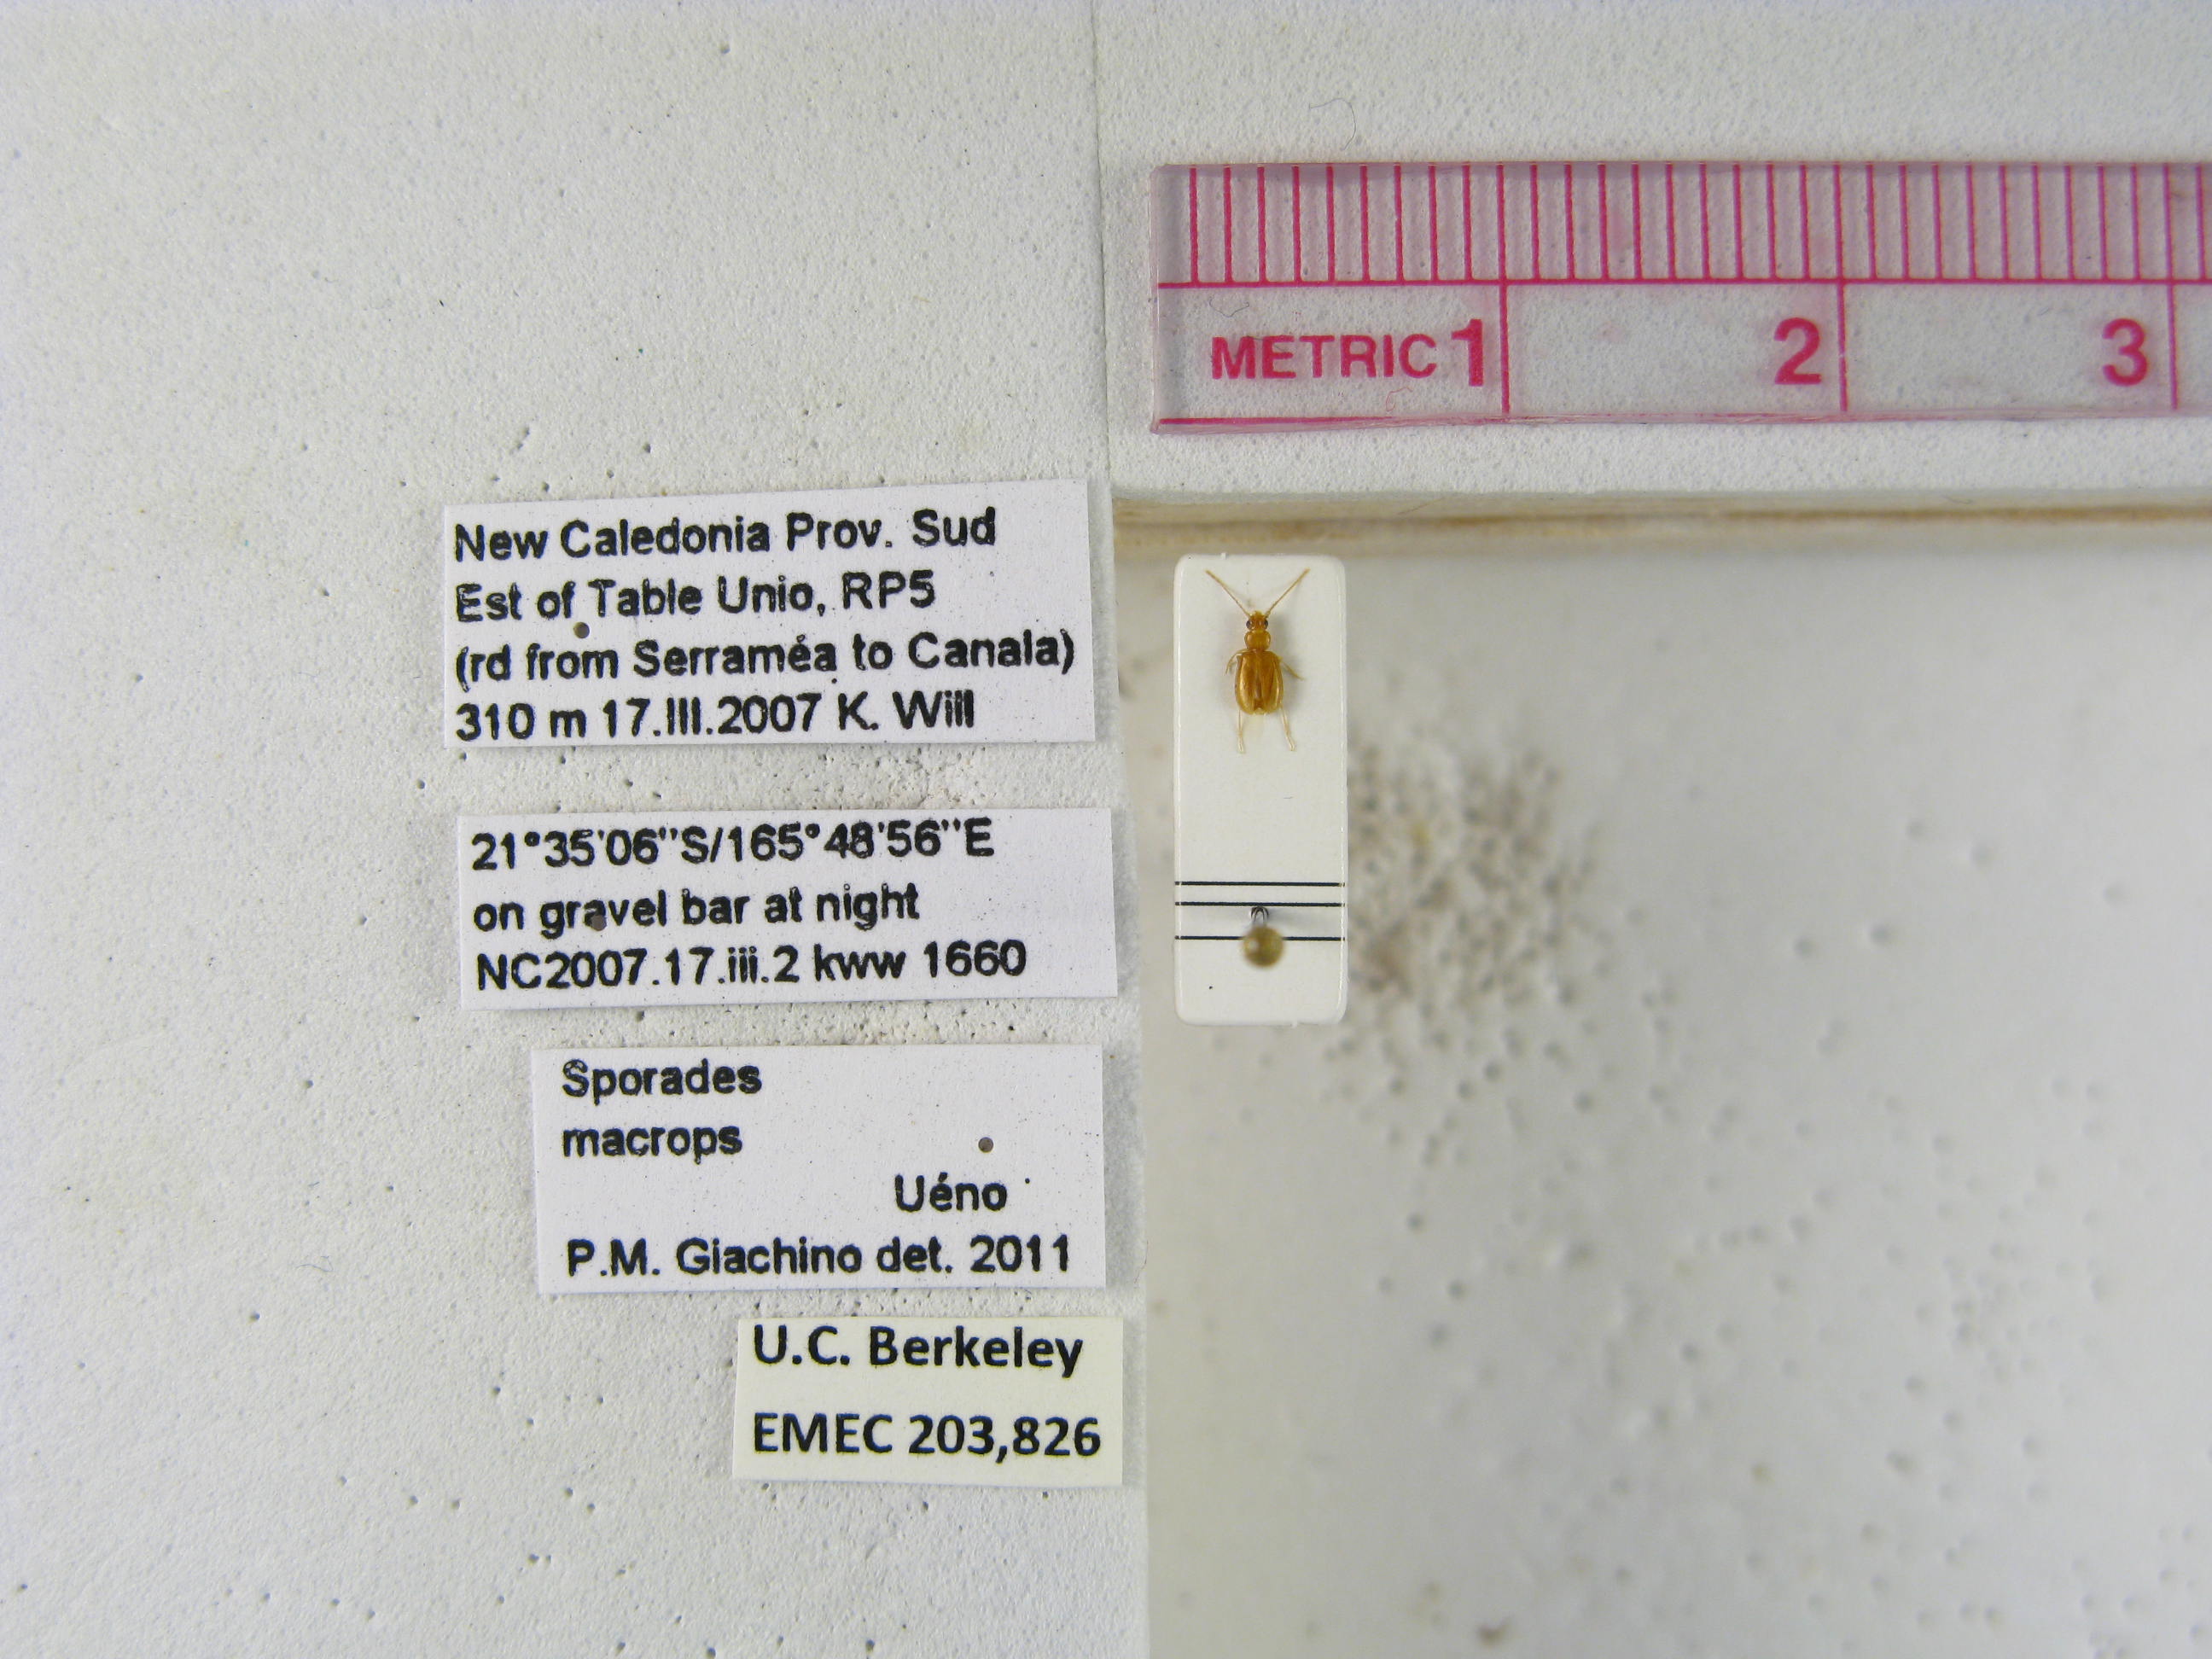 METRIC 1 2 3
New Caledonia Prov. Sud
Est of Table Unio, RP5
(rd from Serraméa to Canala)
310 m 17.III.2007 K. Will
21°35'06''S/165°48'56''E
on gravel bar at night
NC2007.17.iii.2 kww 1660
Sporades
macrops
Uéno
P.M. Giachino det. 2011
U.C. Berkeley
EMEC 203,826